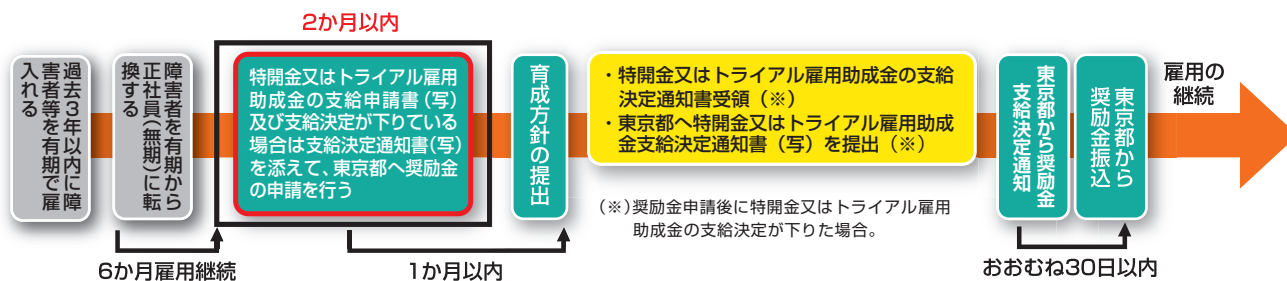 2か月以内
過去3年以内に障
害者等を有期で雇
入れる
障害者を有期から
正社員(無期)に転
換する
特開金又はトライアル雇用
助成金の支給申請書(写)
及び支給決定が下りている
場合は支給決定通知書(写)
を添えて、東京都へ奨励金
の申請を行う
育成方針の提出
・特開金又はトライアル雇用助成金の支給
決定通知書受領(※)
・東京都へ特開金又はトライアル雇用助成
金支給決定通知書(写)を提出(※)
(※)奨励金申請後に特開金又はトライアル雇用
助成金の支給決定が下りた場合。
東京都から奨励金
支給決定通知
東京都から
奨励金振込
雇用の
継続
6か月雇用継続
1か月以内
おおむね30日以内